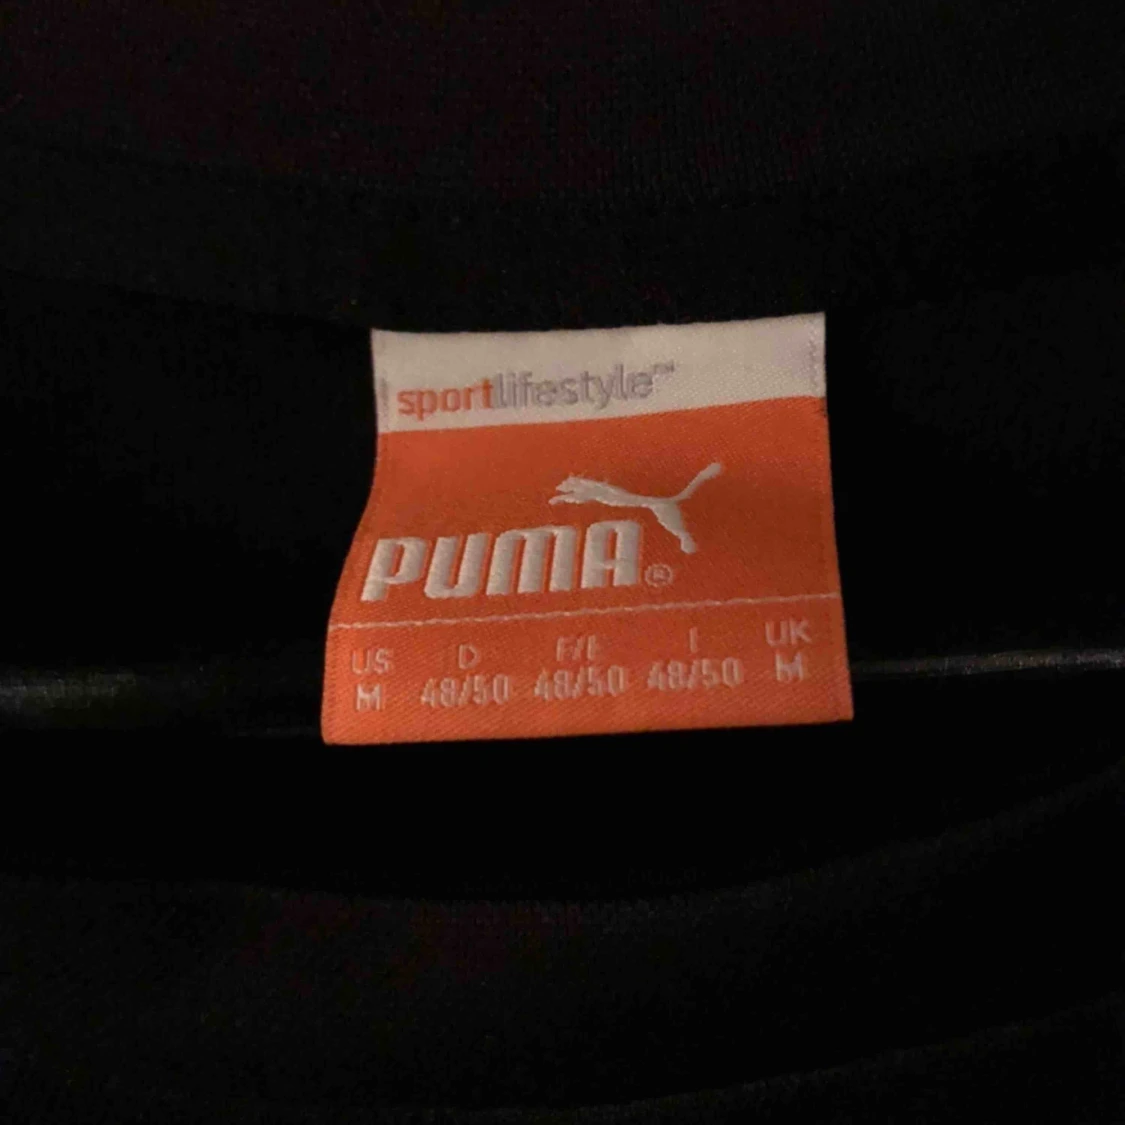 sportlifestyle™
PUMA®
US D F/E I UK
M 48/50 48/50 48/50 M